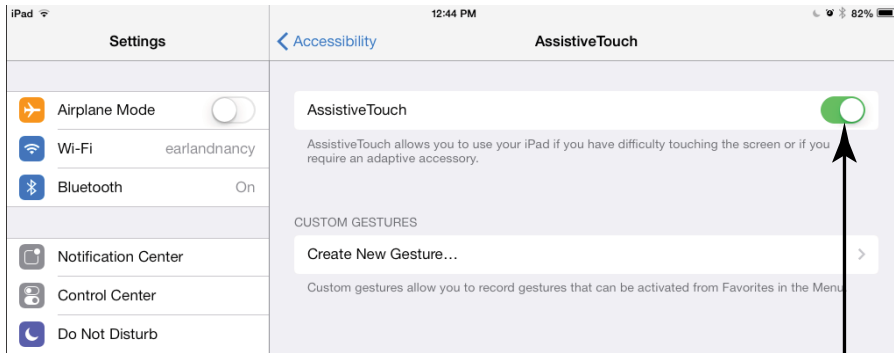 iPad 12:44 PM 82%
Settings
Accessibility AssistiveTouch
Airplane Mode
Wi-Fi earlandnancy
Bluetooth On
Notification Center
Control Center
Do Not Disturb
AssistiveTouch
AssistiveTouch allows you to use your iPad if you have difficulty touching the screen or if you
require an adaptive accessory.
CUSTOM GESTURES
Create New Gesture…
Custom gestures allow you to record gestures that can be activated from Favorites in the Menu